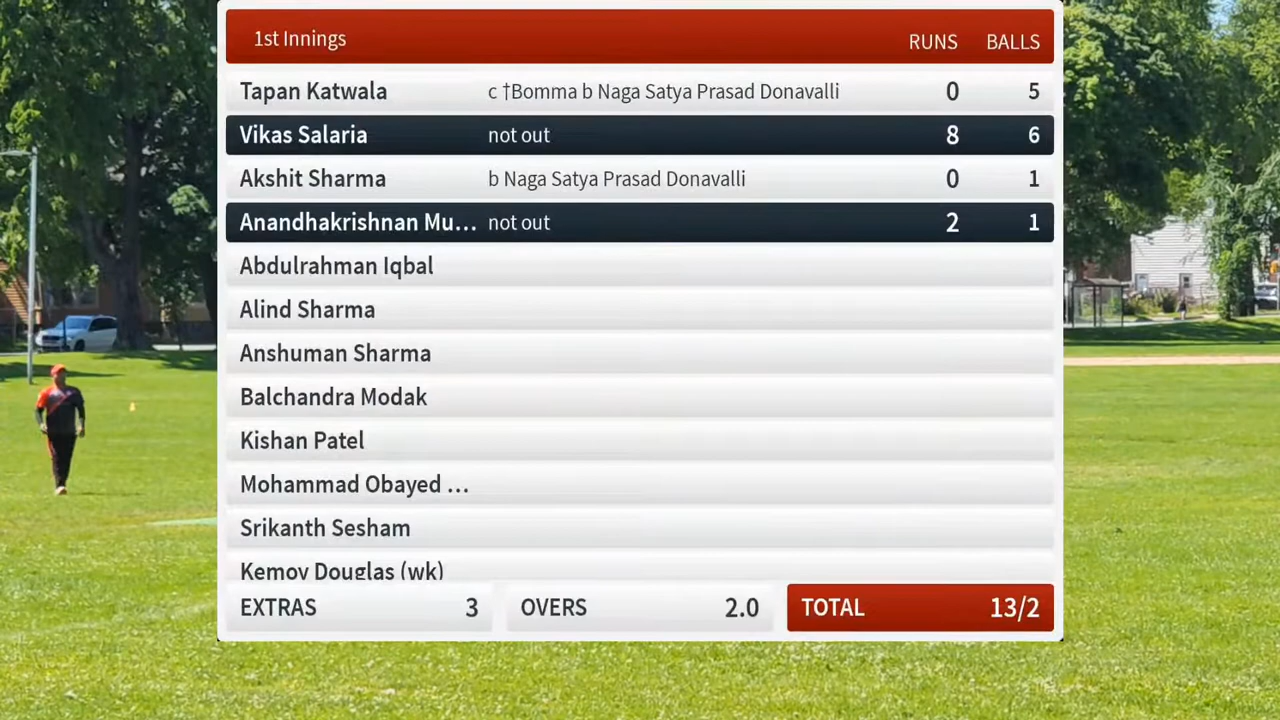 1st Innings RUNS BALLS
Tapan Katwala c †Bomma b Naga Satya Prasad Donavalli 0 5
Vikas Salaria not out 8 6
Akshit Sharma b Naga Satya Prasad Donavalli 0 1
Anandhakrishnan Mu... not out 2 1
Abdulrahman Iqbal
Alind Sharma
Anshuman Sharma
Balchandra Modak
Kishan Patel
Mohammad Obayed ...
Srikanth Sesham
Kemoy Douglas (wk)
EXTRAS 3 OVERS 2.0 TOTAL 13/2